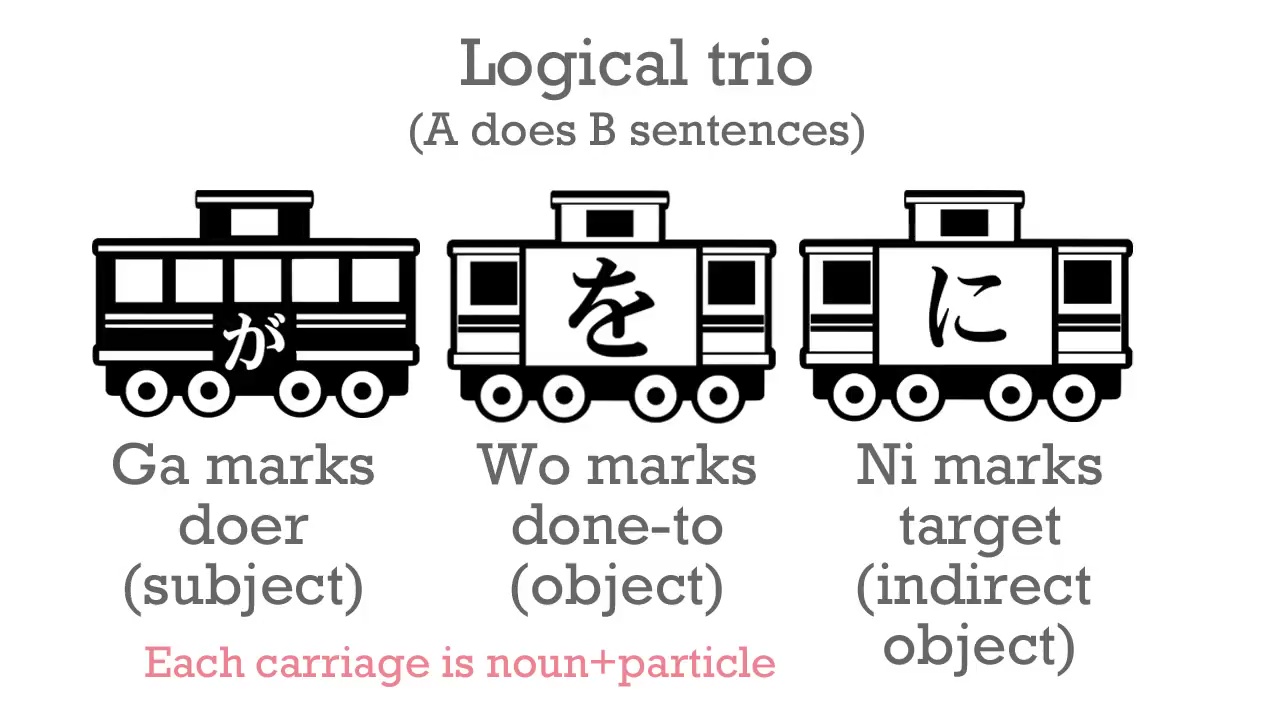 Logical trio
(A does B sentences)
が
を
に
Ga marks
doer
(subject)
Wo marks
done-to
(object)
Ni marks
target
(indirect
object)
Each carriage is noun+particle